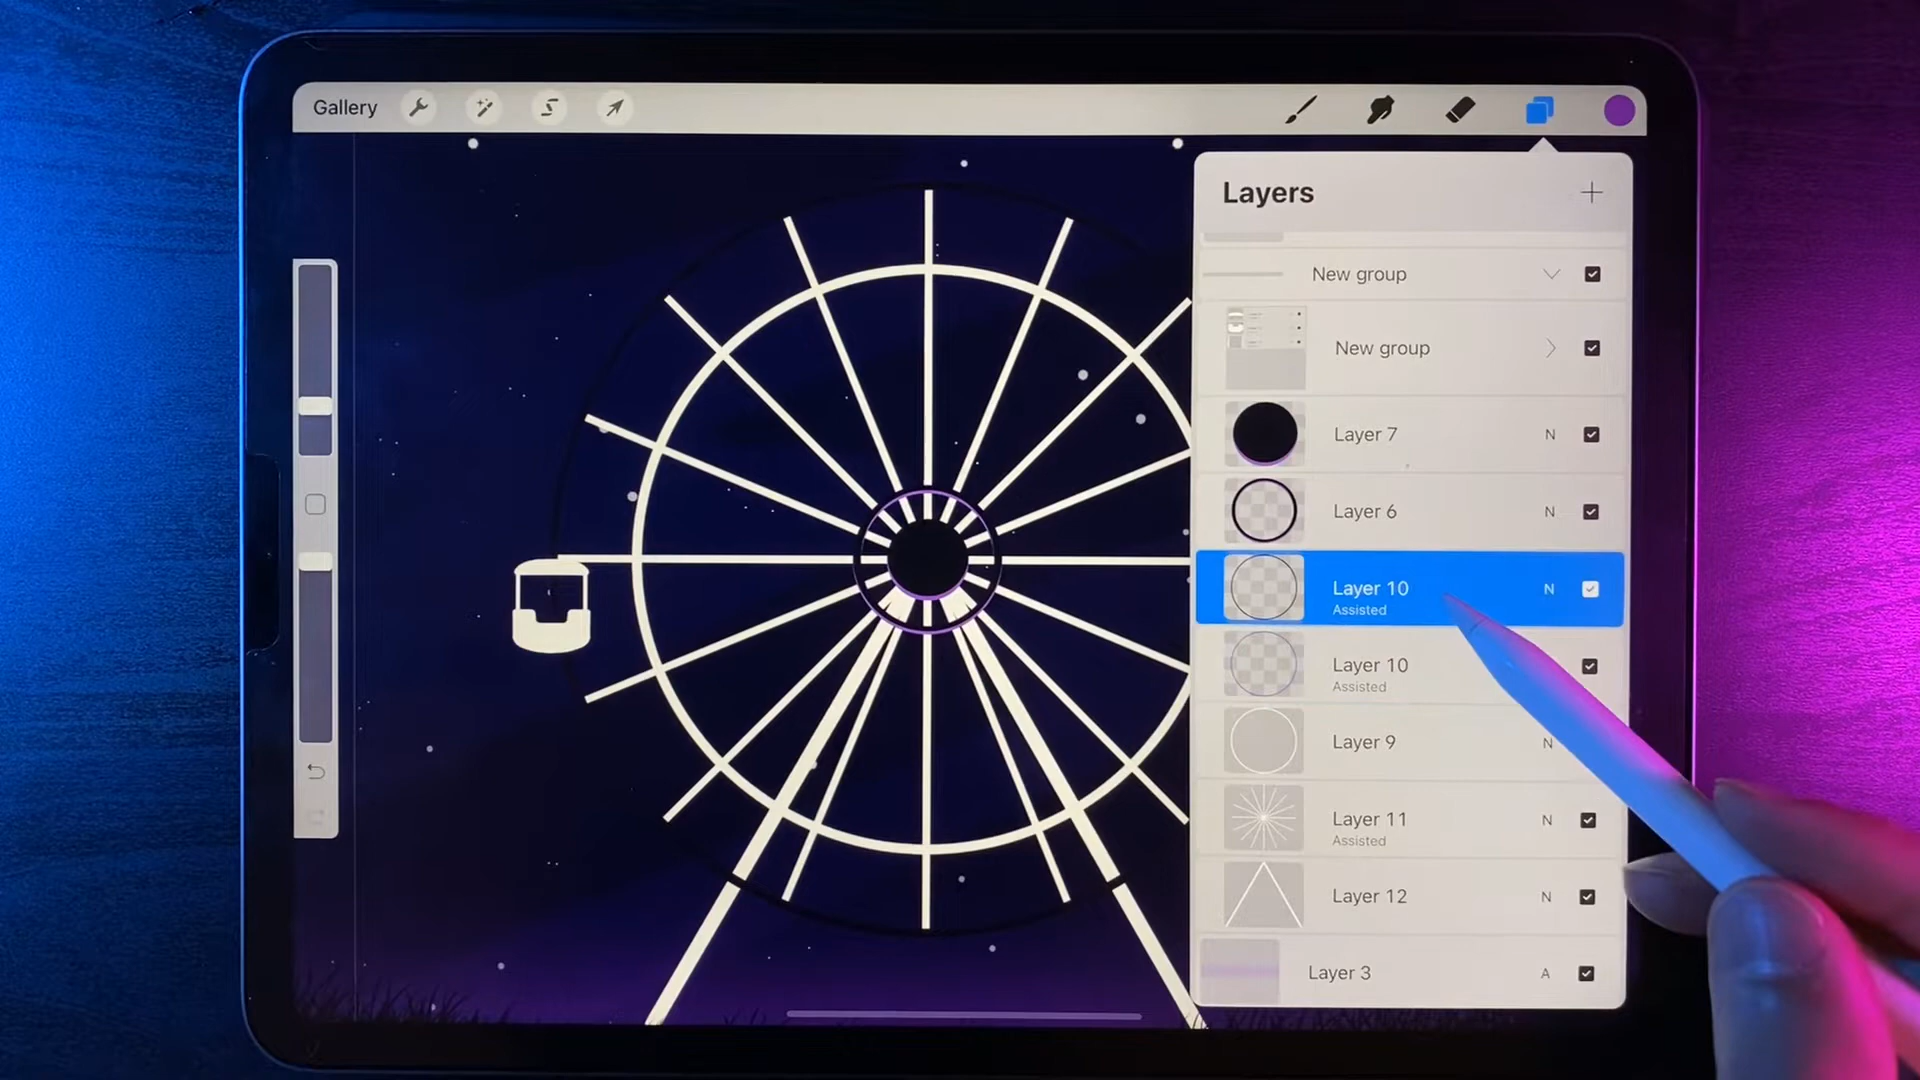 Gallery
Layers
New group
New group
Layer 7 N
Layer 6 N
Layer 10 N
Assisted
Layer 10
Assisted
Layer 9 N
Layer 11 N
Assisted
Layer 12 N
Layer 3 A